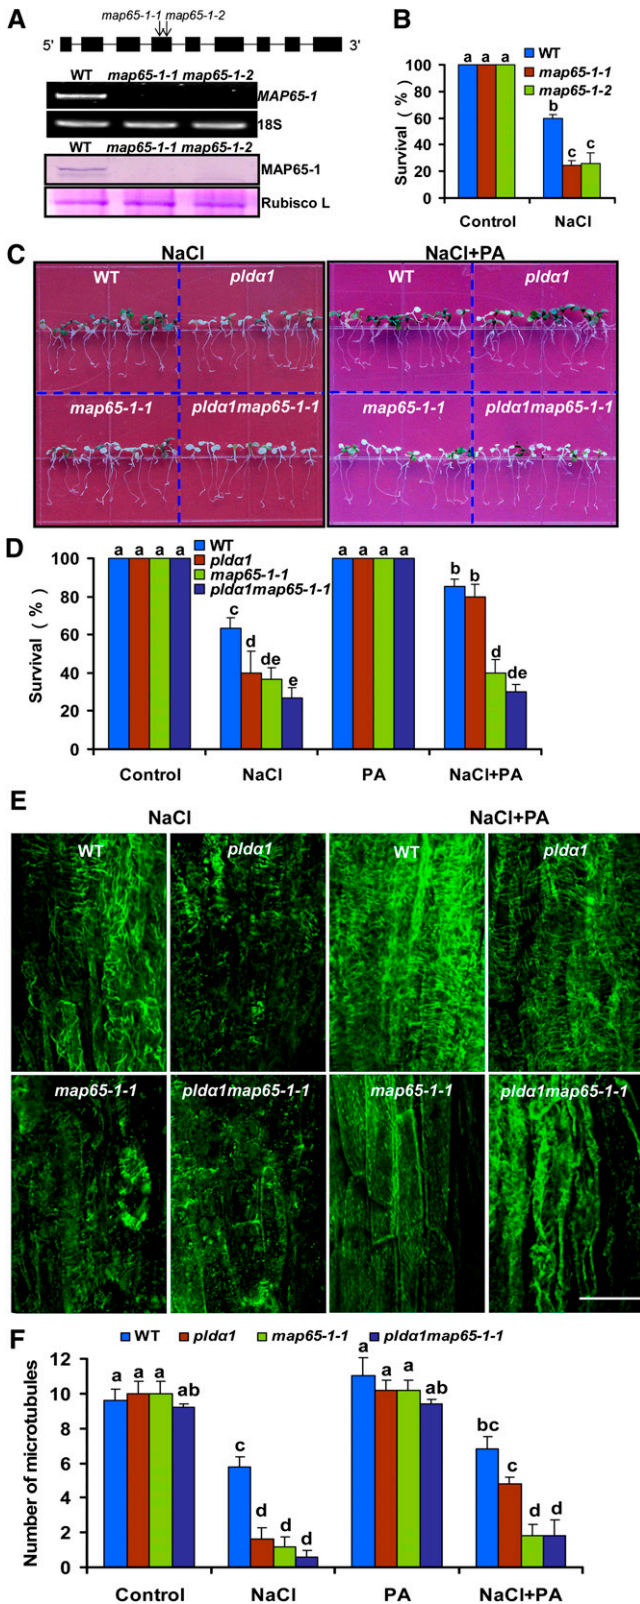 A
map65-1-1 map65-1-2
5' 3'
WT map65-1-1 map65-1-2
MAP65-1
18S
WT map65-1-1 map65-1-2
MAP65-1
Rubisco L
B
WT
map65-1-1
map65-1-2
Survival ( % )
100
80
60
40
20
0
a a a
b
c c
Control NaCl
C
NaCl NaCl+PA
WT pldα1 WT pldα1
map65-1-1 pldα1map65-1-1 map65-1-1 pldα1map65-1-1
D
WT
pldα1
map65-1-1
pldα1map65-1-1
Survival ( % )
100
80
60
40
20
0
a a a a
c d de e
a a a a
b b d de
Control NaCl PA NaCl+PA
E
NaCl NaCl+PA
WT pldα1 WT pldα1
map65-1-1 pldα1map65-1-1 map65-1-1 pldα1map65-1-1
F
WT pldα1 map65-1-1 pldα1map65-1-1
Number of microtubules
12
10
8
6
4
2
0
a a a ab
c d d d
a a a ab
bc c d d
Control NaCl PA NaCl+PA